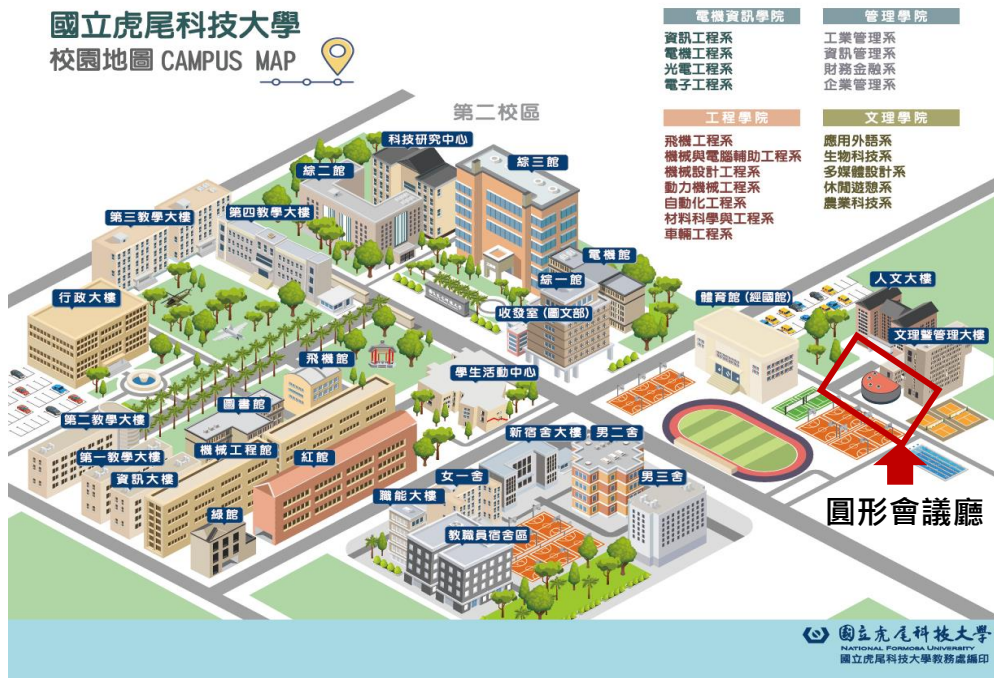 國立虎尾科技大學
校園地圖 CAMPUS MAP
電機資訊學院
資訊工程系
電機工程系
光電工程系
電子工程系
管理學院
工業管理系
資訊管理系
財務金融系
企業管理系
工程學院
飛機工程系
機械與電腦輔助工程系
機械設計工程系
動力機械工程系
自動化工程系
材料科學與工程系
車輛工程系
文理學院
應用外語系
生物科技系
多媒體設計系
休閒遊憩系
農業科技系
第二校區
科技研究中心
綜三館
綜二館
第四教學大樓
第三教學大樓
電機館
綜一館
人文大樓
行政大樓
體育館 (經國館)
收發室 (圖文部)
文理暨管理大樓
飛機館
學生活動中心
圖書館
第二教學大樓
新宿舍大樓
男二舍
機械工程館
紅館
第一教學大樓
資訊大樓
女一舍
男三舍
職能大樓
綠館
教職員宿舍區
圓形會議廳
國立虎尾科技大學
NATIONAL FORMOSA UNIVERSITY
國立虎尾科技大學教務處編印